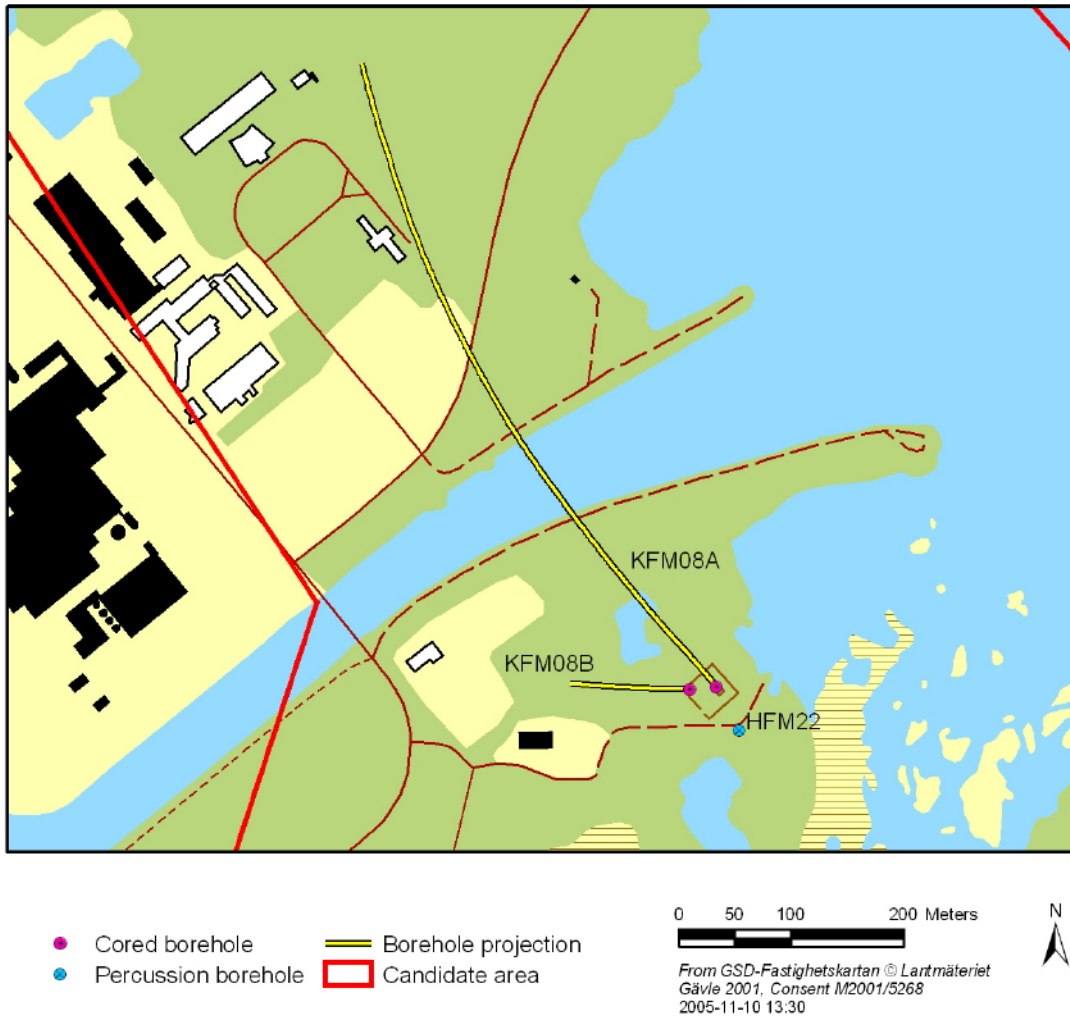 KFM08A
KFM08B
HFM22
Cored borehole
Borehole projection
Percussion borehole
Candidate area
0 50 100 200 Meters
N
From GSD-Fastighetskartan © Lantmäteriet
Gävle 2001, Consent M2001/5268
2005-11-10 13:30